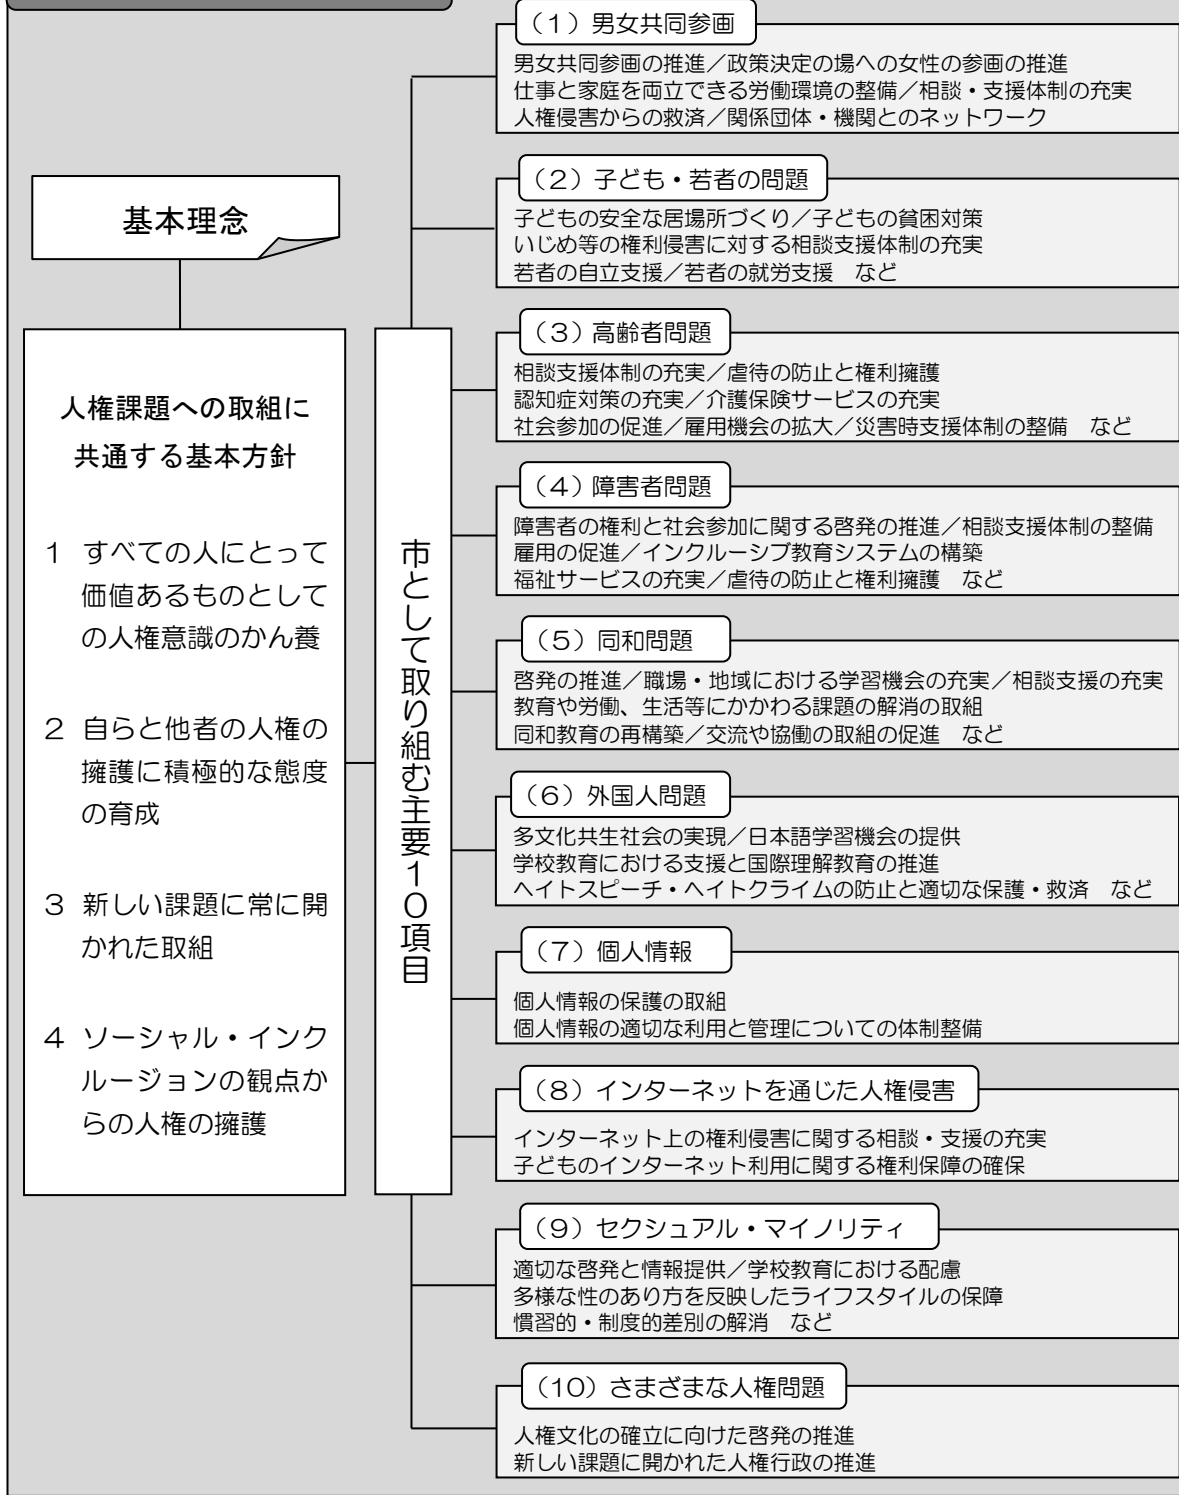 基本理念
人権課題への取組に
共通する基本方針
1 すべての人にとって
価値あるものとして
の人権意識のかん養
2 自らと他者の人権の
擁護に積極的な態度
の育成
3 新しい課題に常に開
かれた取組
4 ソーシャル・インク
ルージョンの観点か
らの人権の擁護
市として取り組む主要10項目
(1)男女共同参画
男女共同参画の推進/政策決定の場への女性の参画の推進
仕事と家庭を両立できる労働環境の整備/相談・支援体制の充実
人権侵害からの救済/関係団体・機関とのネットワーク
(2)子ども・若者の問題
子どもの安全な居場所づくり/子どもの貧困対策
いじめ等の権利侵害に対する相談支援体制の充実
若者の自立支援/若者の就労支援 など
(3)高齢者問題
相談支援体制の充実/虐待の防止と権利擁護
認知症対策の充実/介護保険サービスの充実
社会参加の促進/雇用機会の拡大/災害時支援体制の整備 など
(4)障害者問題
障害者の権利と社会参加に関する啓発の推進/相談支援体制の整備
雇用の促進/インクルーシブ教育システムの構築
福祉サービスの充実/虐待の防止と権利擁護 など
(5)同和問題
啓発の推進/職場・地域における学習機会の充実/相談支援の充実
教育や労働、生活等にかかわる課題の解消の取組
同和教育の再構築/交流や協働の取組の促進 など
(6)外国人問題
多文化共生社会の実現/日本語学習機会の提供
学校教育における支援と国際理解教育の推進
ヘイトスピーチ・ヘイトクライムの防止と適切な保護・救済 など
(7)個人情報
個人情報の保護の取組
個人情報の適切な利用と管理についての体制整備
(8)インターネットを通じた人権侵害
インターネット上の権利侵害に関する相談・支援の充実
子どものインターネット利用に関する権利保障の確保
(9)セクシュアル・マイノリティ
適切な啓発と情報提供/学校教育における配慮
多様な性のあり方を反映したライフスタイルの保障
慣習的・制度的差別の解消 など
(10)さまざまな人権問題
人権文化の確立に向けた啓発の推進
新しい課題に開かれた人権行政の推進